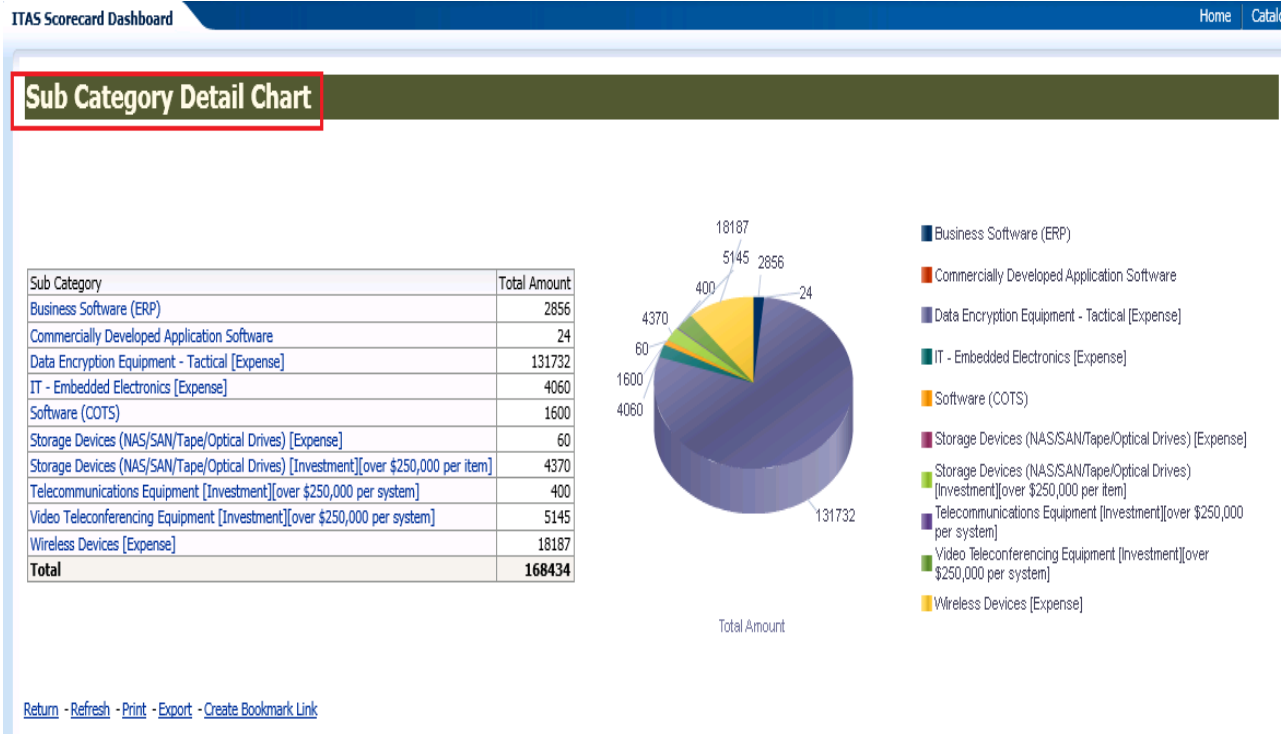 ITAS Scorecard Dashboard
Home Catalo
Sub Category Detail Chart
Sub Category Total Amount
Business Software (ERP) 2856
Commercially Developed Application Software 24
Data Encryption Equipment - Tactical [Expense] 131732
IT - Embedded Electronics [Expense] 4060
Software (COTS) 1600
Storage Devices (NAS/SAN/Tape/Optical Drives) [Expense] 60
Storage Devices (NAS/SAN/Tape/Optical Drives) [Investment][over $250,000 per item] 4370
Telecommunications Equipment [Investment][over $250,000 per system] 400
Video Teleconferencing Equipment [Investment][over $250,000 per system] 5145
Wireless Devices [Expense] 18187
Total 168434
18187
5145 2856
400 24
4370
60
1600
4060
131732
Total Amount
Business Software (ERP)
Commercially Developed Application Software
Data Encryption Equipment - Tactical [Expense]
IT - Embedded Electronics [Expense]
Software (COTS)
Storage Devices (NAS/SAN/Tape/Optical Drives) [Expense]
Storage Devices (NAS/SAN/Tape/Optical Drives)
[Investment][over $250,000 per item]
Telecommunications Equipment [Investment][over $250,000
per system]
Video Teleconferencing Equipment [Investment][over
$250,000 per system]
Wireless Devices [Expense]
Return - Refresh - Print - Export - Create Bookmark Link